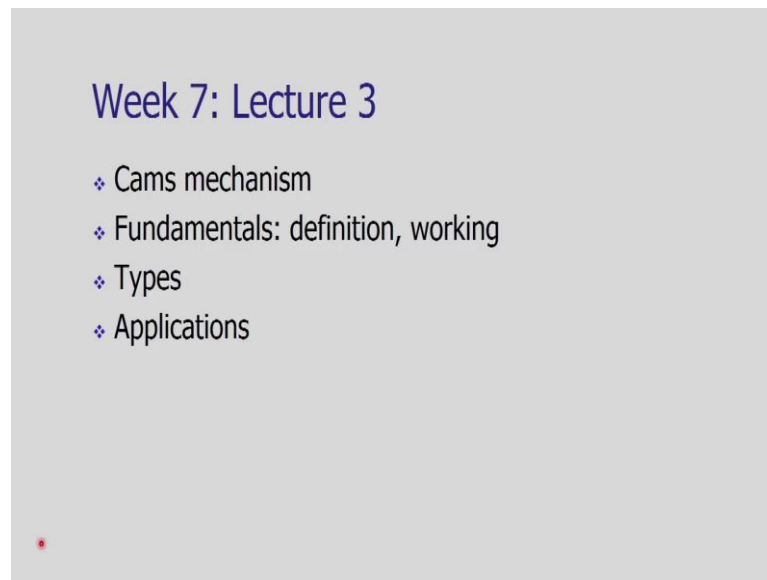 Week 7: Lecture 3
Cams mechanism
Fundamentals: definition, working
Types
Applications